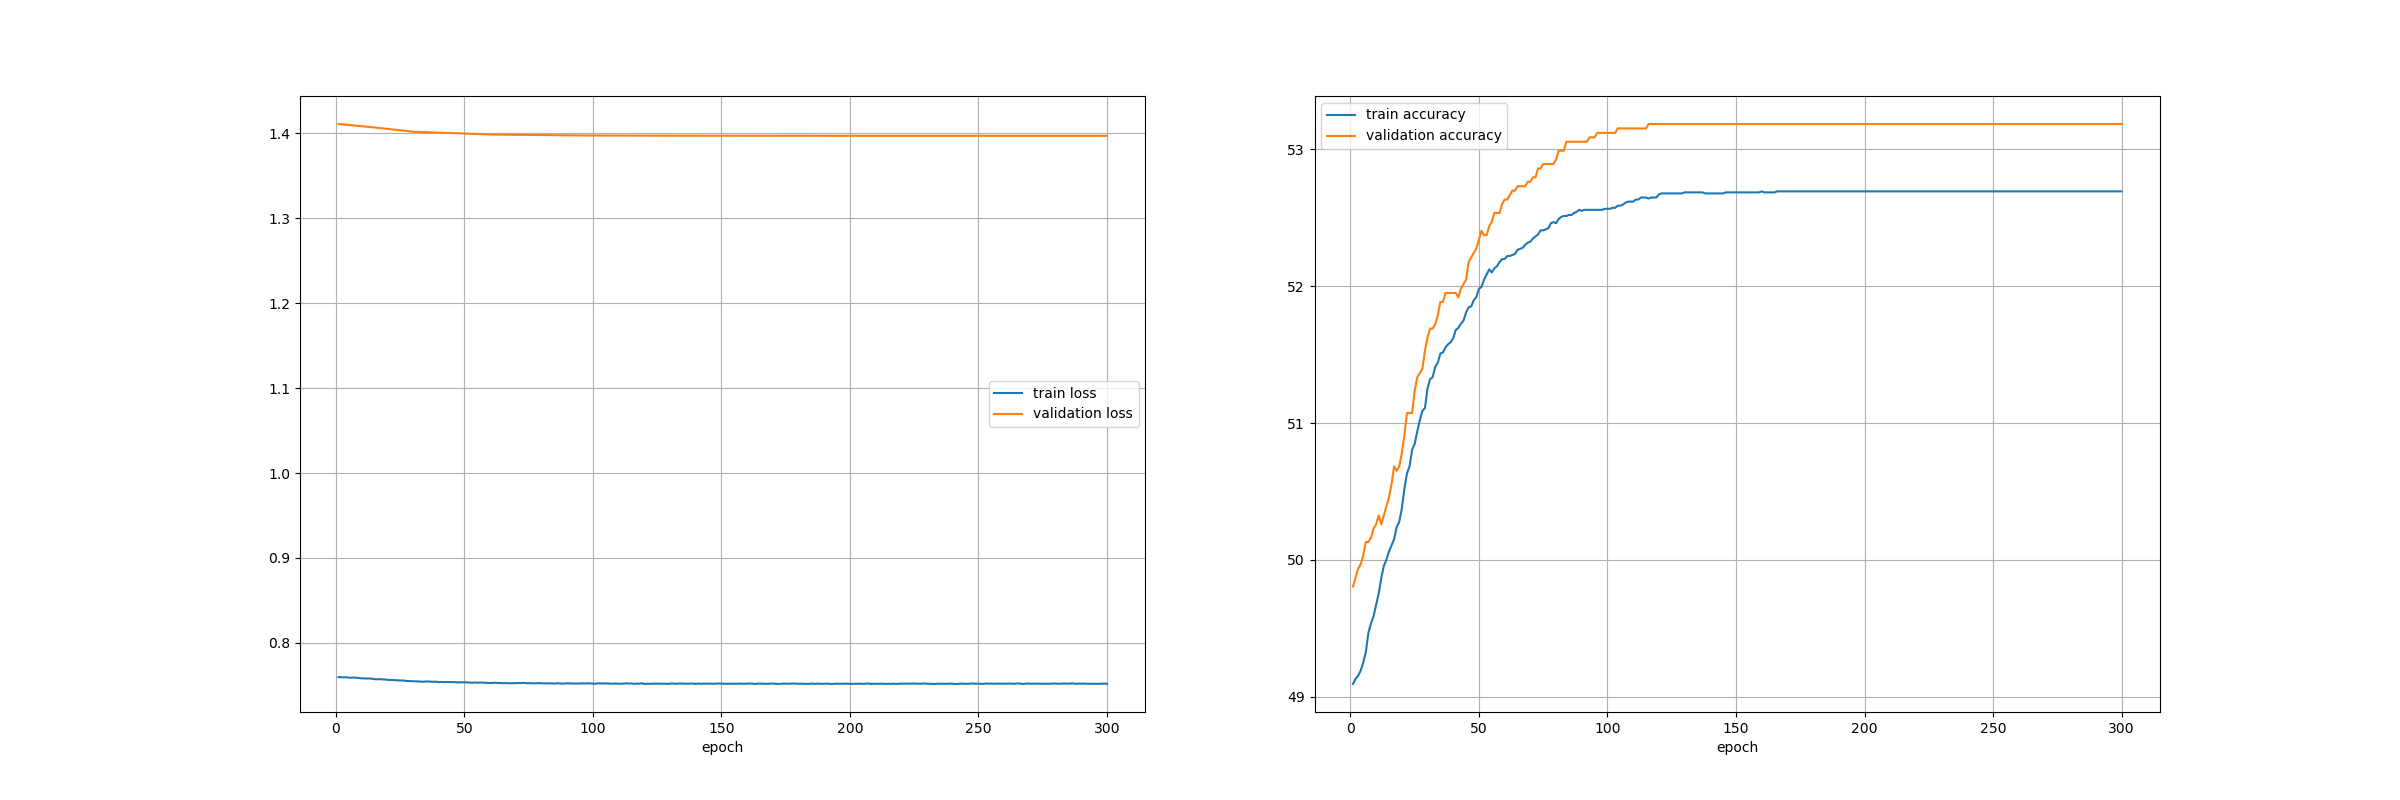 1.4
1.3
1.2
1.1
1.0
0.9
0.8
train loss
validation loss
0 50 100 150 200 250 300
epoch
train accuracy
validation accuracy
53
52
51
50
49
0 50 100 150 200 250 300
epoch